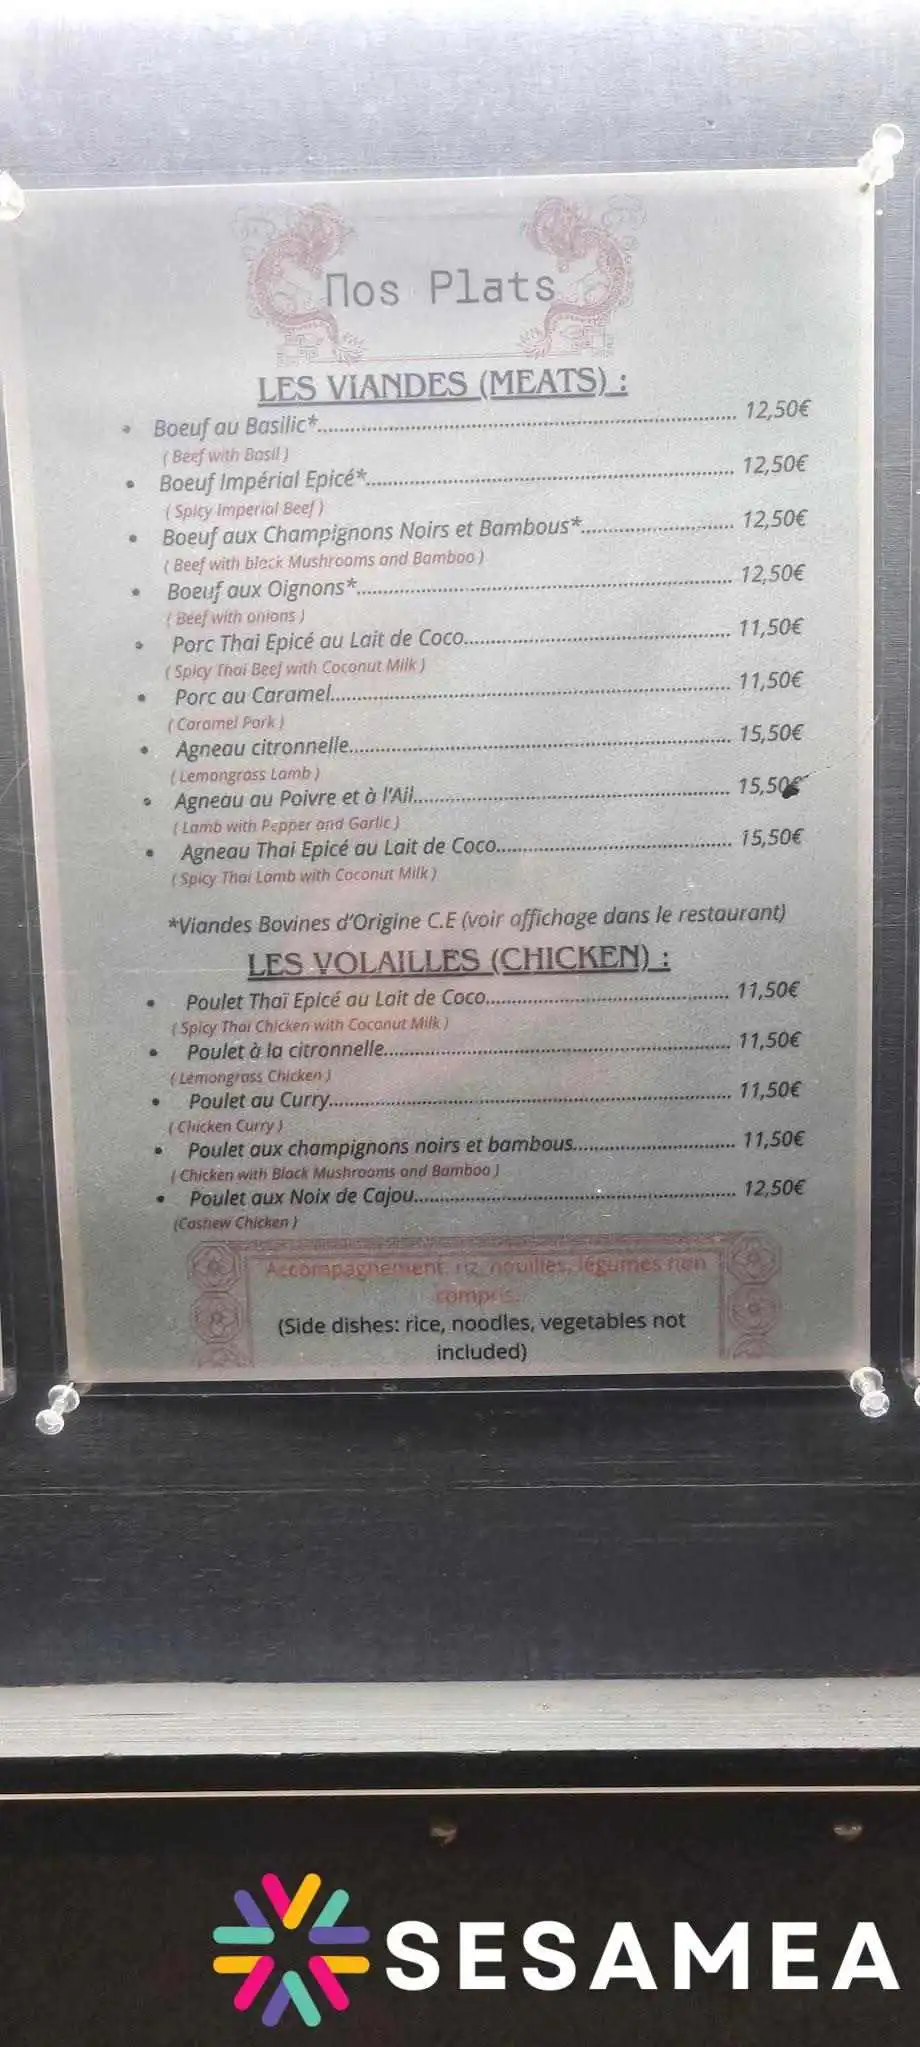 Nos Plats
LES VIANDES (MEATS) :
• Boeuf au Basilic*.......... 12,50€
( Beef with Basil )
• Boeuf Impérial Epicé*.......... 12,50€
( Spicy Imperial Beef )
• Boeuf aux Champignons Noirs et Bambous*.......... 12,50€
( Beef with black Mushrooms and Bamboo )
• Boeuf aux Oignons*.......... 12,50€
( Beef with onions )
• Porc Thai Epicé au Lait de Coco.......... 11,50€
( Spicy Thai Beef with Coconut Milk )
• Porc au Caramel.......... 11,50€
( Caramel Pork )
• Agneau citronnelle.......... 15,50€
( Lemongrass Lamb )
• Agneau au Poivre et à l'Ail.......... 15,50€
( Lamb with Pepper and Garlic )
• Agneau Thai Epicé au Lait de Coco.......... 15,50€
( Spicy Thai Lamb with Coconut Milk )
*Viandes Bovines d'Origine C.E (voir affichage dans le restaurant)
LES VOLAILLES (CHICKEN) :
• Poulet Thaï Epicé au Lait de Coco.......... 11,50€
( Spicy Thai Chicken with Coconut Milk )
• Poulet à la citronnelle.......... 11,50€
( Lemongrass Chicken )
• Poulet au Curry.......... 11,50€
( Chicken Curry )
• Poulet aux champignons noirs et bambous.......... 11,50€
( Chicken with Black Mushrooms and Bamboo )
• Poulet aux Noix de Cajou.......... 12,50€
(Cashew Chicken )
Accompagnement: riz, nouilles, légumes non
compris.
(Side dishes: rice, noodles, vegetables not
included)
SESAMEA